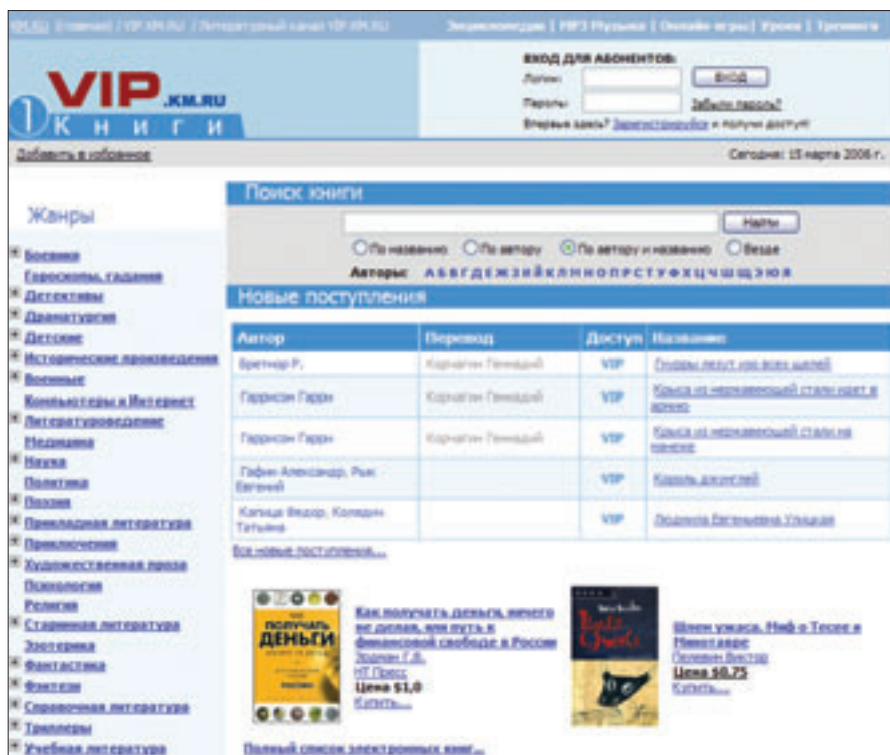 KM.RU (главная) / VIP.KM.RU / Литературный канал VIP.KM.RU
Энциклопедии | MP3 Музыка | Онлайн игры | Уроки | Тренинги
VIP.KM.RU
Книги
ВХОД ДЛЯ АБОНЕНТОВ:
Логин:
ВХОД
Пароль:
Забыли пароль?
Впервые здесь? Зарегистрируйся и получи доступ!
Добавить в избранное
Сегодня: 15 марта 2006 г.
Жанры
Боевики
Гороскопы, гадания
Детективы
Драматургия
Детские
Исторические произведения
Военные
Компьютеры и Интернет
Литературоведение
Медицина
Наука
Политика
Поэзия
Прикладная литература
Приключения
Художественная проза
Психология
Религия
Старинная литература
Эзотерика
Фантастика
Фэнтези
Справочная литература
Триллеры
Учебная литература
Поиск книги
Найти
По названию По автору По автору и названию Везде
Авторы: А Б В Г Д Е Ж З И Й К Л М Н О П Р С Т У Ф Х Ц Ч Ш Щ Э Ю Я
Новые поступления
Автор Перевод Доступ Название
Бретнор Р. Корчагин Геннадий VIP Гнурры лезут изо всех щелей
Гаррисон Гарри Корчагин Геннадий VIP Крыса из нержавеющей стали идет в
армию
Гаррисон Гарри Корчагин Геннадий VIP Крыса из нержавеющей стали на
манеже
Александр, Рык
Евгений VIP Король джунглей
Капица Федор, Колядич
Татьяна VIP Людмила Евгеньевна Улицкая
Все новые поступления...
ПОЛУЧАТЬ
ДЕНЬГИ
Как получать деньги, ничего
не делая, или путь к
финансовой свободе в России
Г.В.
НТ Пресс
Цена $1,0
Купить...
Шлем ужаса. Миф о Тесее и
Минотавре
Пелевин Виктор
Цена $0,75
Купить...
Полный список электронных книг...